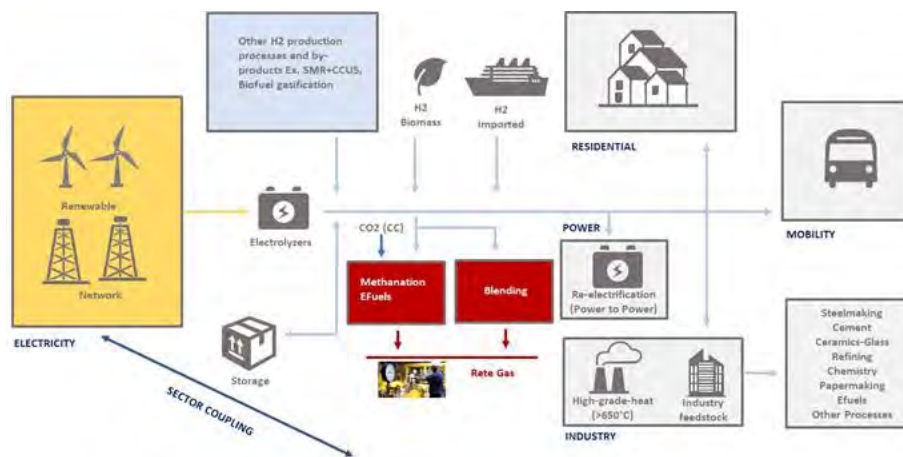 Other H2 production
processes and by-
products Ex. SMR+CCUS,
Biofuel gasification
H2
Biomass
H2
Imported
RESIDENTIAL
Renewable
Network
ELECTRICITY
Electrolyzers
CO2 (CC)
POWER
MOBILITY
Methanation
EFuels
Blending
Re-electrification
(Power to Power)
Storage
Rete Gas
SECTOR COUPLING
High-grade-heat
(>650°C)
Industry
feedstock
INDUSTRY
Steelmaking
Cement
Ceramics-Glass
Refining
Chemistry
Papermaking
Efuels
Other Processes